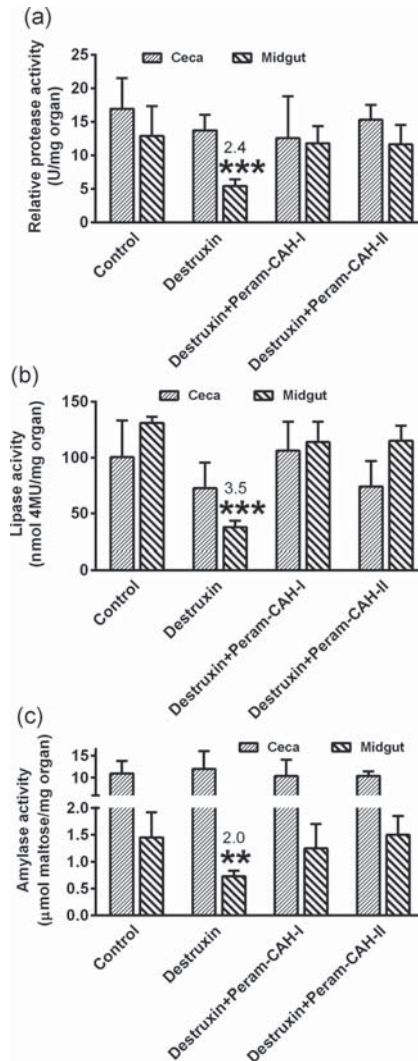 (a)
Ceca Midgut
Relative protease activity
(U/mg organ)
25
20
15
10
5
0
2.4
***
Control
Destruxin
Destruxin+Peram-CAH-I
Destruxin+Peram-CAH-II
(b)
Ceca Midgut
Lipase acivity
(nmol 4MU/mg organ)
150
100
50
0
3.5
***
Control
Destruxin
Destruxin+Peram-CAH-I
Destruxin+Peram-CAH-II
(c)
Ceca Midgut
Amylase activity
(μmol maltose/mg organ)
15
10
2.0
1.5
1.0
0.5
0.0
2.0
**
Control
Destruxin
Destruxin+Peram-CAH-I
Destruxin+Peram-CAH-II